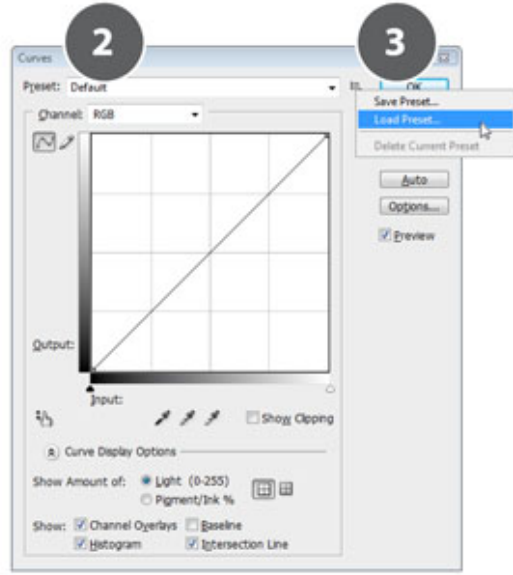 2
3
Curves
Preset: Default
OK
Save Preset...
Load Preset...
Delete Current Preset
Channel: RGB
Auto
Options...
Preview
Output:
Input:
Show Clipping
Curve Display Options
Show Amount of: Light (0-255)
Pigment/Ink %
Show: Channel Overlays Baseline
Histogram Intersection Line